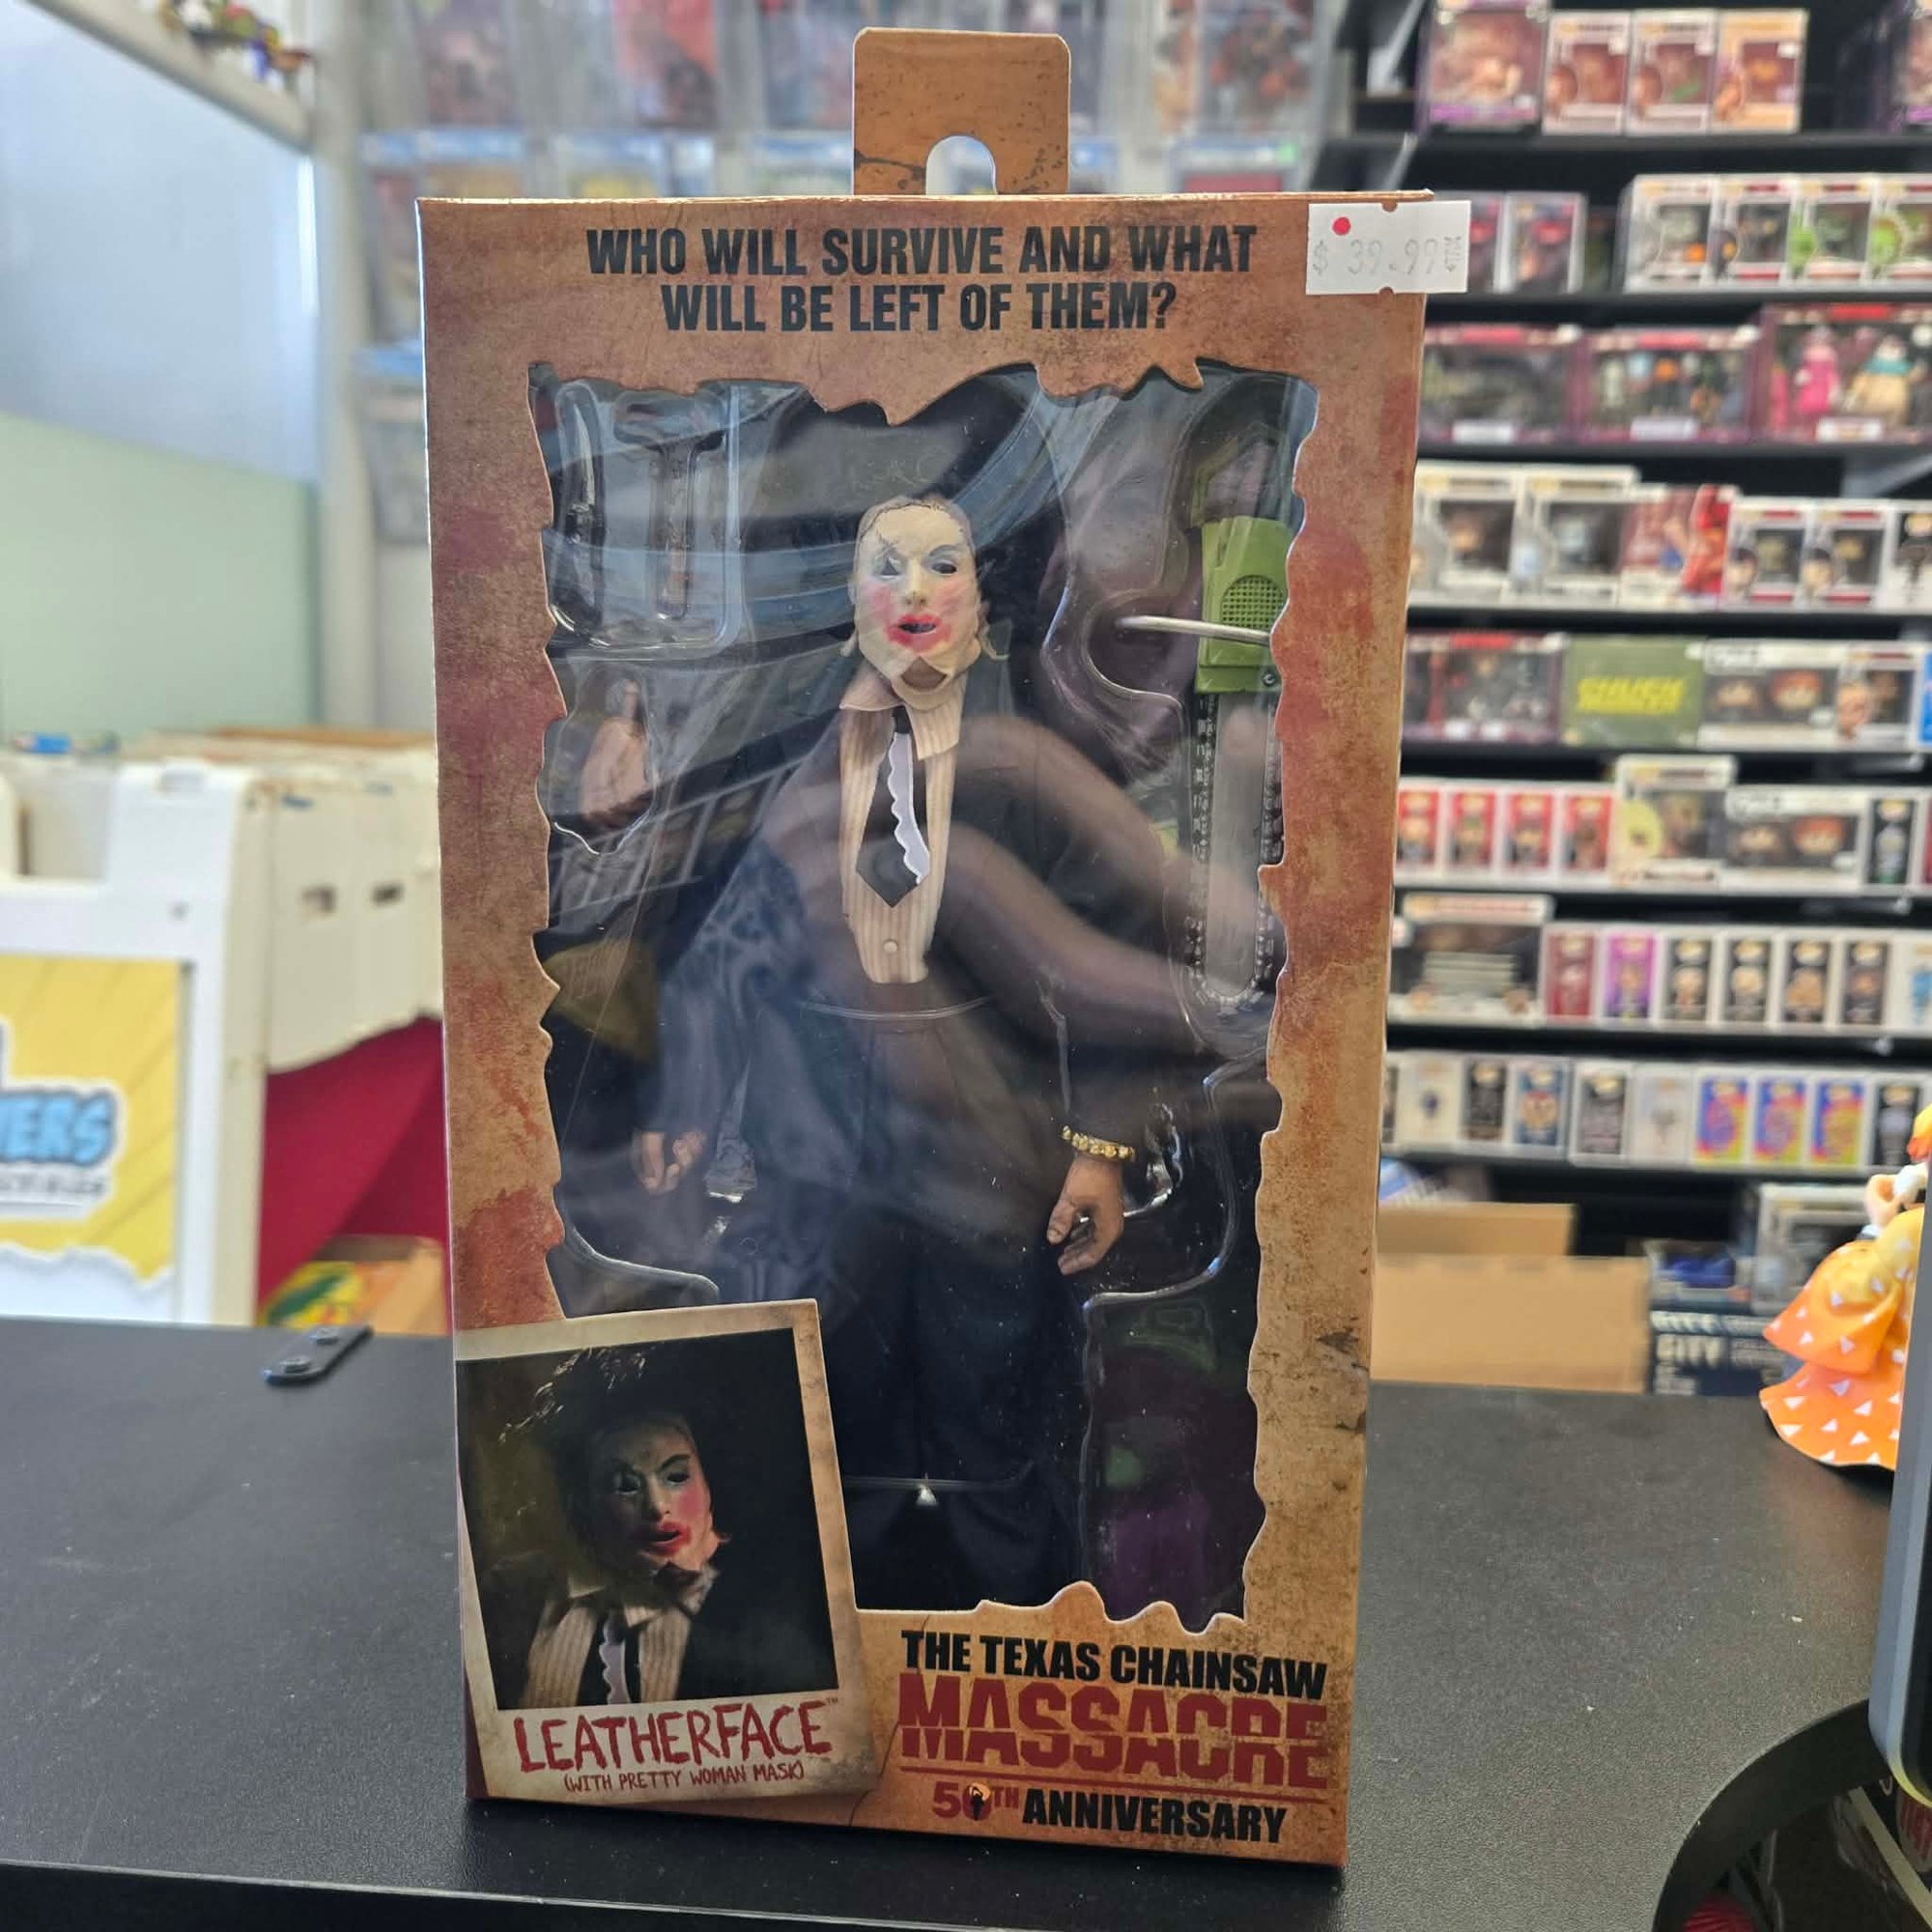 WHO WILL SURVIVE AND WHAT
WILL BE LEFT OF THEM?
$ 39.99
LEATHERFACE™
(WITH PRETTY WOMAN MASK)
THE TEXAS CHAINSAW
MASSACRE
50TH ANNIVERSARY